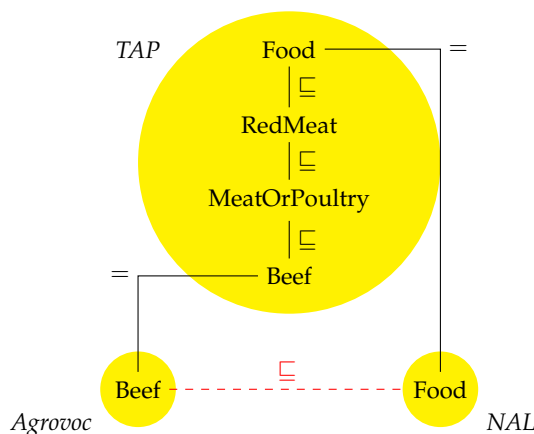 TAP Food =
⊑
RedMeat
⊑
MeatOrPoultry
⊑
= Beef
⊑
Beef Food
Agrovoc NAL